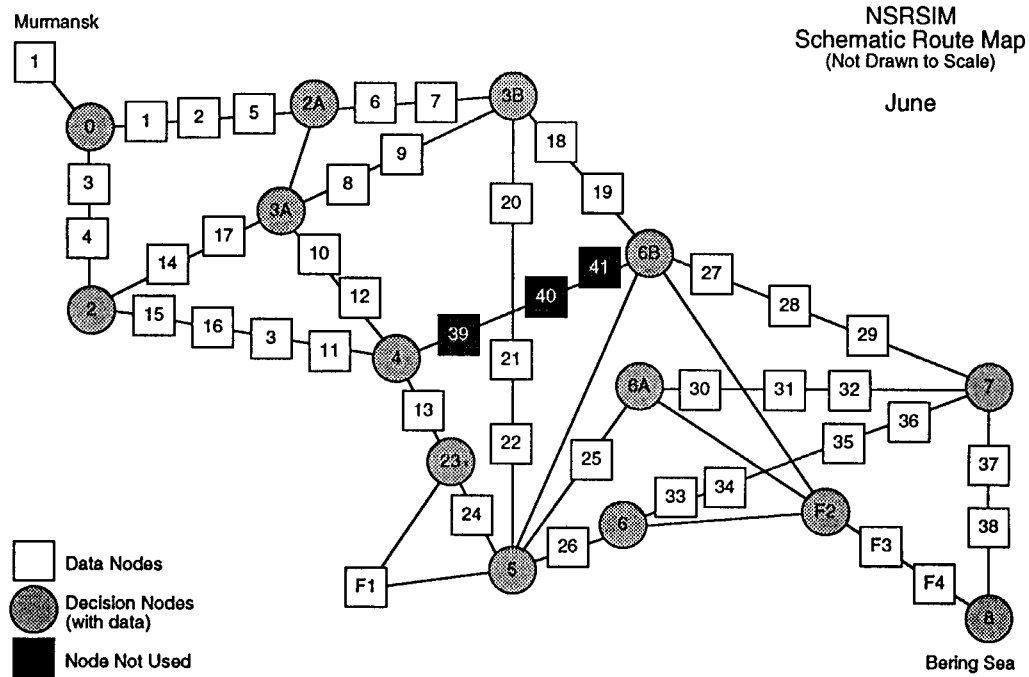 Murmansk
NSRSIM
Schematic Route Map
(Not Drawn to Scale)
June
1
0
1
2
5
2A
6
7
3B
3
4
2
14
17
3A
8
9
18
19
20
10
12
15
16
3
11
4
39
40
41
6B
27
28
29
21
22
13
23
24
F1
5
25
26
6A
30
31
32
7
6
33
34
35
36
37
38
F2
F3
F4
8
Data Nodes
Decision Nodes
(with data)
Node Not Used
Bering Sea